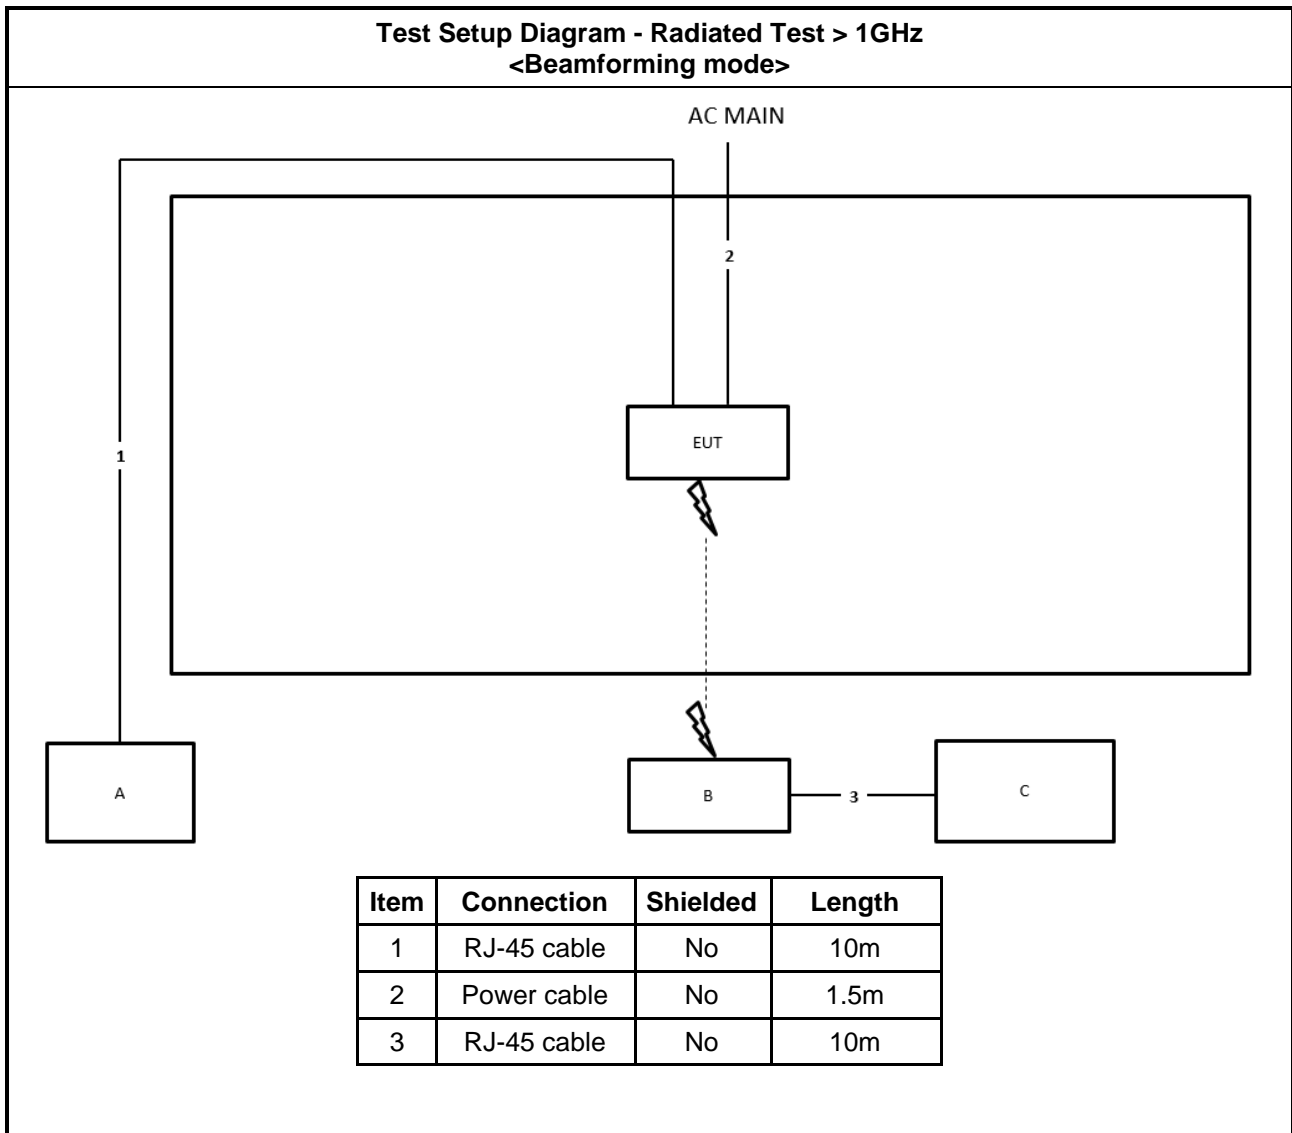 Test Setup Diagram - Radiated Test > 1GHz
<Beamforming mode>
AC MAIN
2
EUT
1
A
B
3
C
Item Connection Shielded Length
1 RJ-45 cable No 10m
2 Power cable No 1.5m
3 RJ-45 cable No 10m